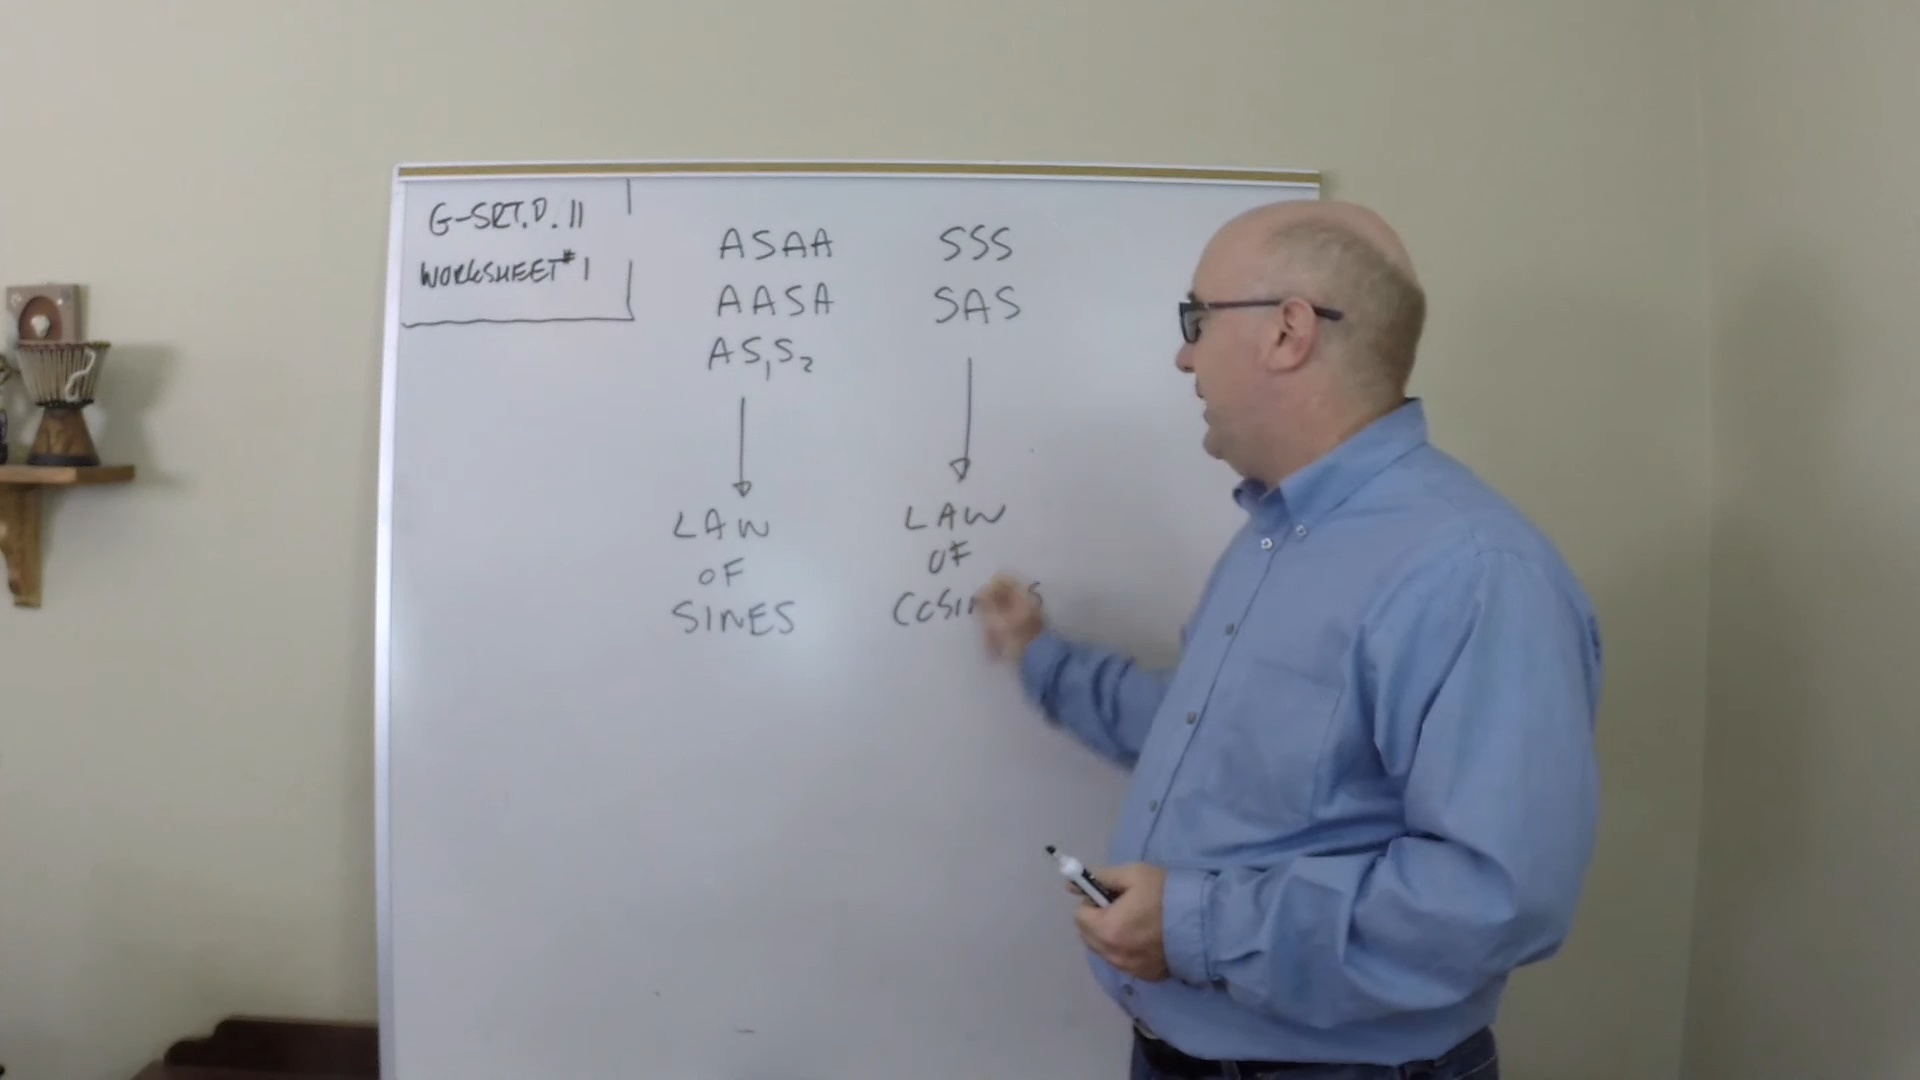 G-SRT.D.11
WORKSHEET #1
ASAA
AASA
AS₁S₂
LAW
OF
SINES
SSS
SAS
LAW
OF